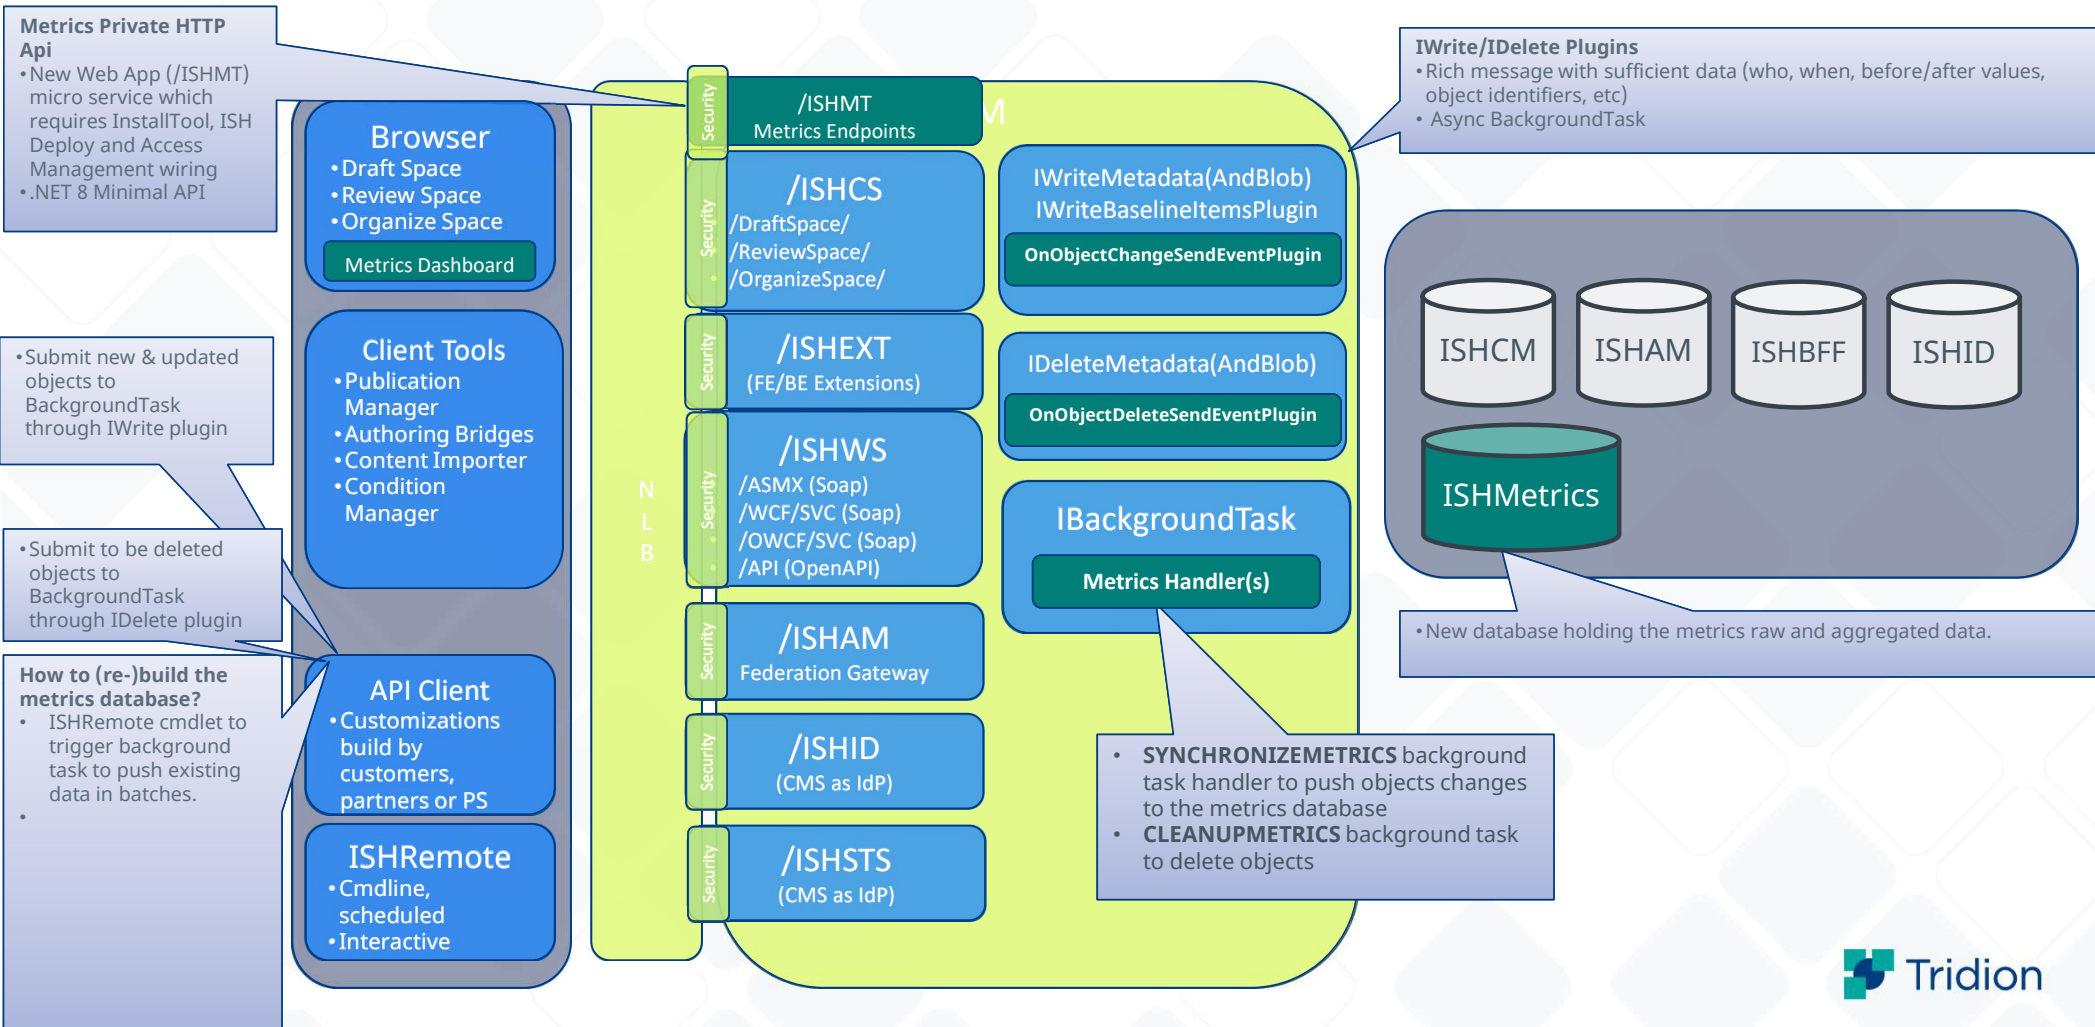 Metrics Private HTTP
Api
•New Web App (/ISHMT)
micro service which
requires InstallTool, ISH
Deploy and Access
Management wiring
•.NET 8 Minimal API
•Submit new & updated
objects to
BackgroundTask
through IWrite plugin
•Submit to be deleted
objects to
BackgroundTask
through IDelete plugin
How to (re-)build the
metrics database?
• ISHRemote cmdlet to
trigger background
task to push existing
data in batches.
•
Browser
•Draft Space
•Review Space
•Organize Space
Metrics Dashboard
Client Tools
•Publication
Manager
•Authoring Bridges
•Content Importer
•Condition
Manager
API Client
•Customizations
build by
customers,
partners or PS
ISHRemote
•Cmdline,
scheduled
•Interactive
N
L
B
M
Security
/ISHMT
Metrics Endpoints
Security
/ISHCS
/DraftSpace/
/ReviewSpace/
/OrganizeSpace/
Security
/ISHEXT
(FE/BE Extensions)
Security
/ISHWS
/ASMX (Soap)
/WCF/SVC (Soap)
/OWCF/SVC (Soap)
/API (OpenAPI)
Security
/ISHAM
Federation Gateway
Security
/ISHID
(CMS as IdP)
Security
/ISHSTS
(CMS as IdP)
IWriteMetadata(AndBlob)
IWriteBaselineItemsPlugin
OnObjectChangeSendEventPlugin
IDeleteMetadata(AndBlob)
OnObjectDeleteSendEventPlugin
IBackgroundTask
Metrics Handler(s)
• SYNCHRONIZEMETRICS background
task handler to push objects changes
to the metrics database
• CLEANUPMETRICS background task
to delete objects
IWrite/IDelete Plugins
•Rich message with sufficient data (who, when, before/after values,
object identifiers, etc)
• Async BackgroundTask
ISHCM
ISHAM
ISHBFF
ISHID
ISHMetrics
•New database holding the metrics raw and aggregated data.
Tridion